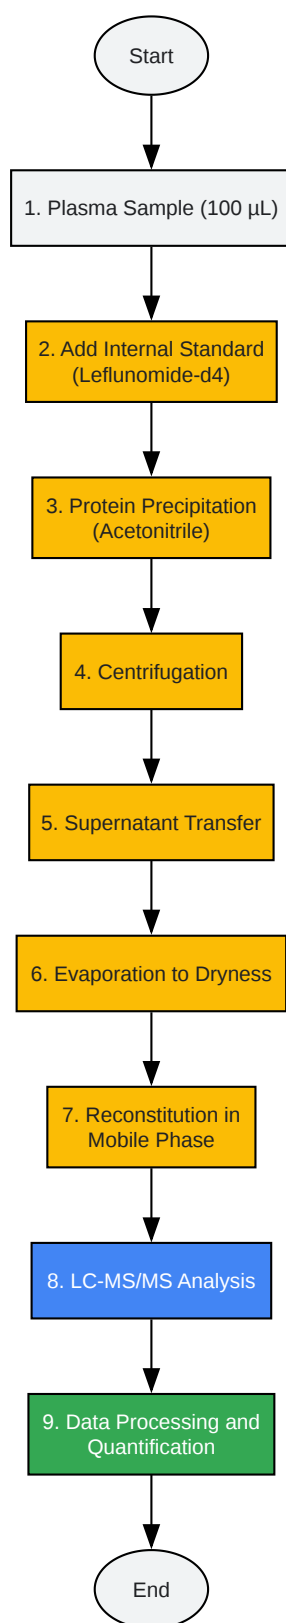 Start
1. Plasma Sample (100 µL)
2. Add Internal Standard
(Leflunomide-d4)
3. Protein Precipitation
(Acetonitrile)
4. Centrifugation
5. Supernatant Transfer
6. Evaporation to Dryness
7. Reconstitution in
Mobile Phase
8. LC-MS/MS Analysis
9. Data Processing and
Quantification
End